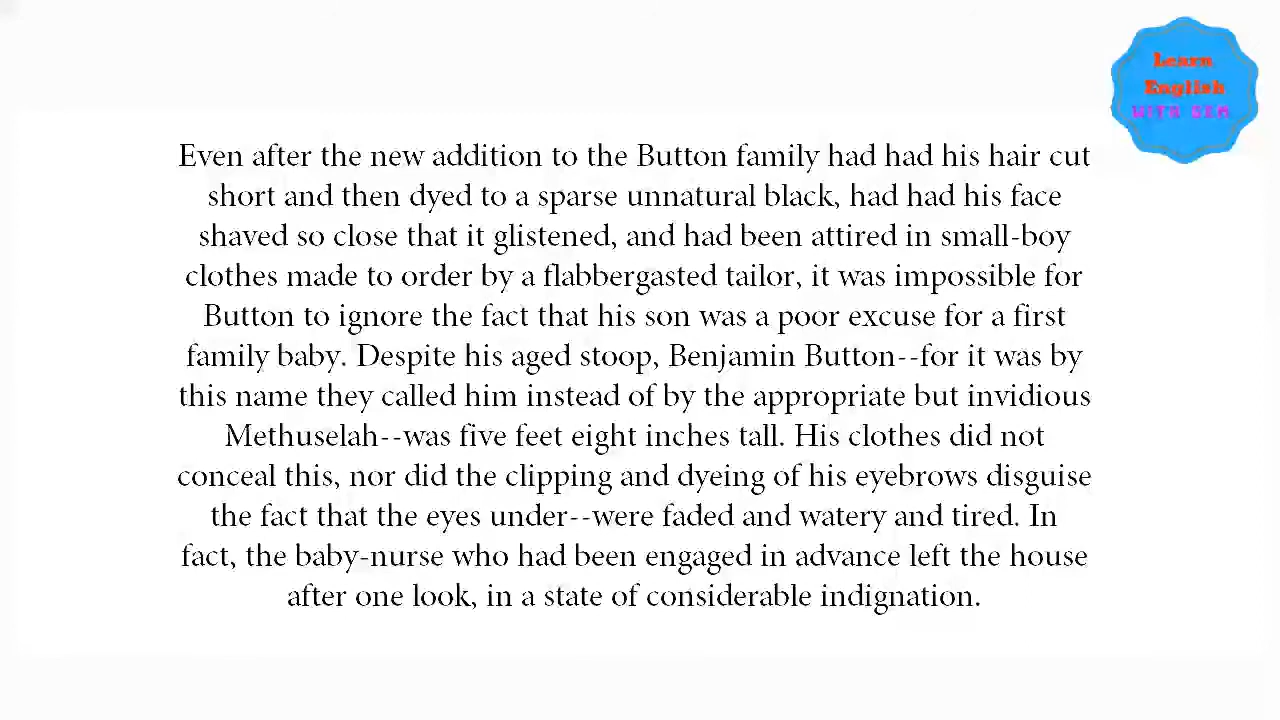 Learn
English
WITH SEM
Even after the new addition to the Button family had had his hair cut
short and then dyed to a sparse unnatural black, had had his face
shaved so close that it glistened, and had been attired in small-boy
clothes made to order by a flabbergasted tailor, it was impossible for
Button to ignore the fact that his son was a poor excuse for a first
family baby. Despite his aged stoop, Benjamin Button--for it was by
this name they called him instead of by the appropriate but invidious
Methuselah--was five feet eight inches tall. His clothes did not
conceal this, nor did the clipping and dyeing of his eyebrows disguise
the fact that the eyes under--were faded and watery and tired. In
fact, the baby-nurse who had been engaged in advance left the house
after one look, in a state of considerable indignation.